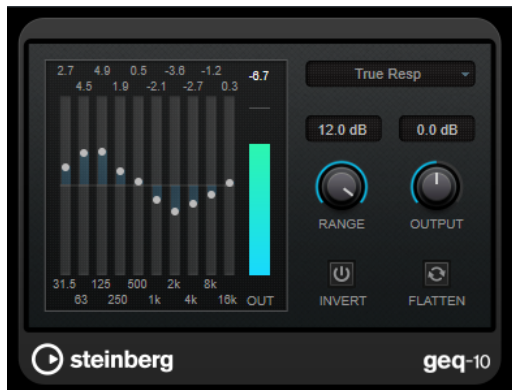 2.7 4.9 0.5 -3.6 -1.2 -6.7
4.5 1.9 -2.1 -2.7 0.3
True Resp
12.0 dB 0.0 dB
RANGE OUTPUT
31.5 125 500 2k 8k
63 250 1k 4k 16k OUT
INVERT FLATTEN
steinberg geq-10